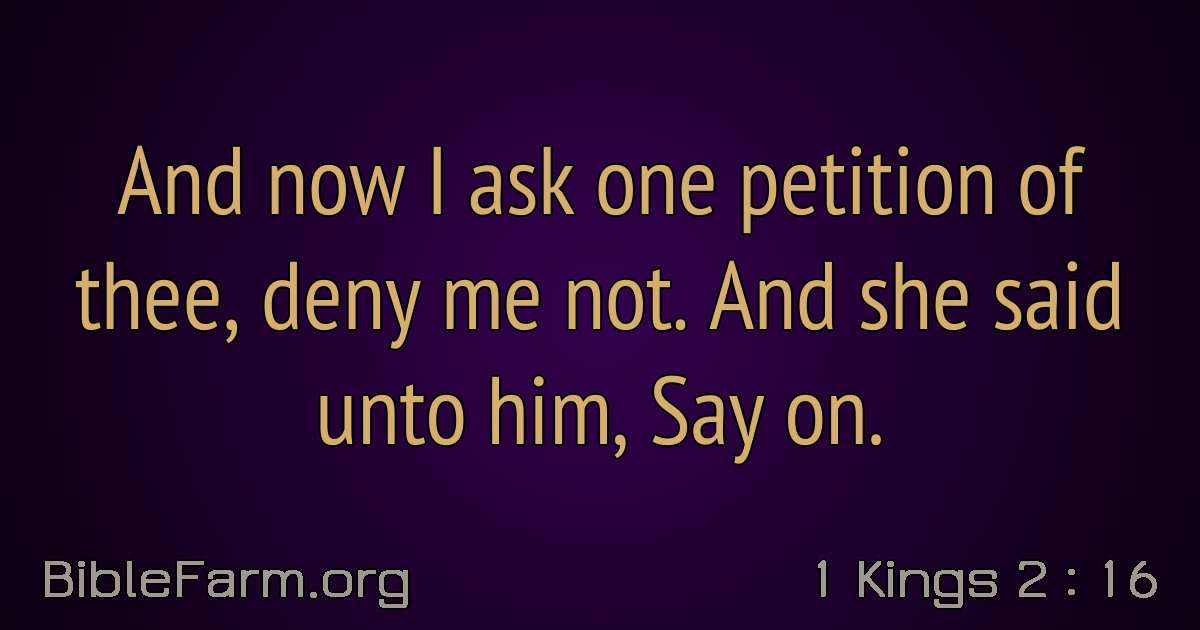 And now I ask one petition of
thee, deny me not. And she said
unto him, Say on.
BibleFarm.org
1 Kings 2 : 16